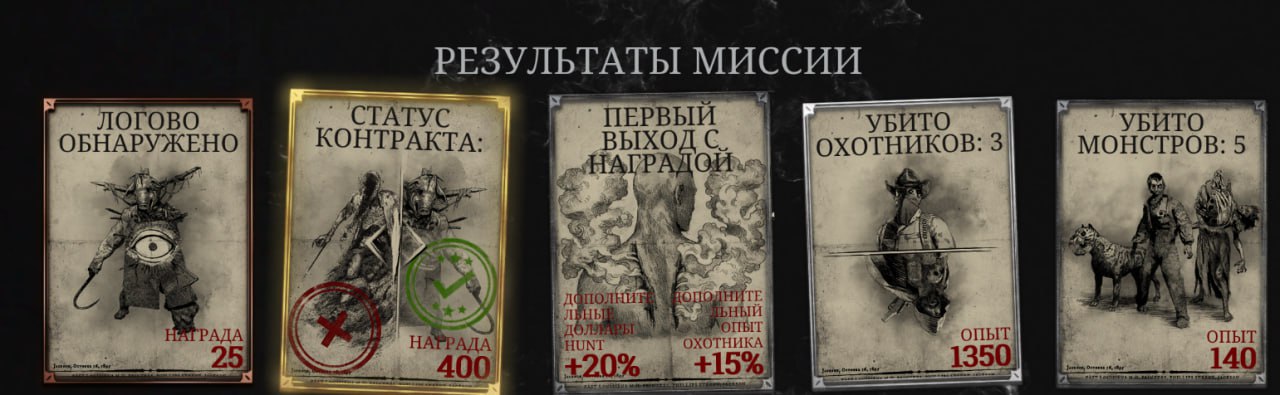 РЕЗУЛЬТАТЫ МИССИИ
ЛОГОВО
ОБНАРУЖЕНО
НАГРАДА
25
СТАТУС
КОНТРАКТА:
НАГРАДА
400
ПЕРВЫЙ
ВЫХОД С
НАГРАДОЙ
ДОПОЛНИТЕ
ЛЬНЫЕ
ДОЛЛАРЫ
HUNT
+20%
ДОПОЛНИТЕ
ЛЬНЫЙ
ОПЫТ
ОХОТНИКА
+15%
УБИТО
ОХОТНИКОВ: 3
ОПЫТ
1350
УБИТО
МОНСТРОВ: 5
ОПЫТ
140